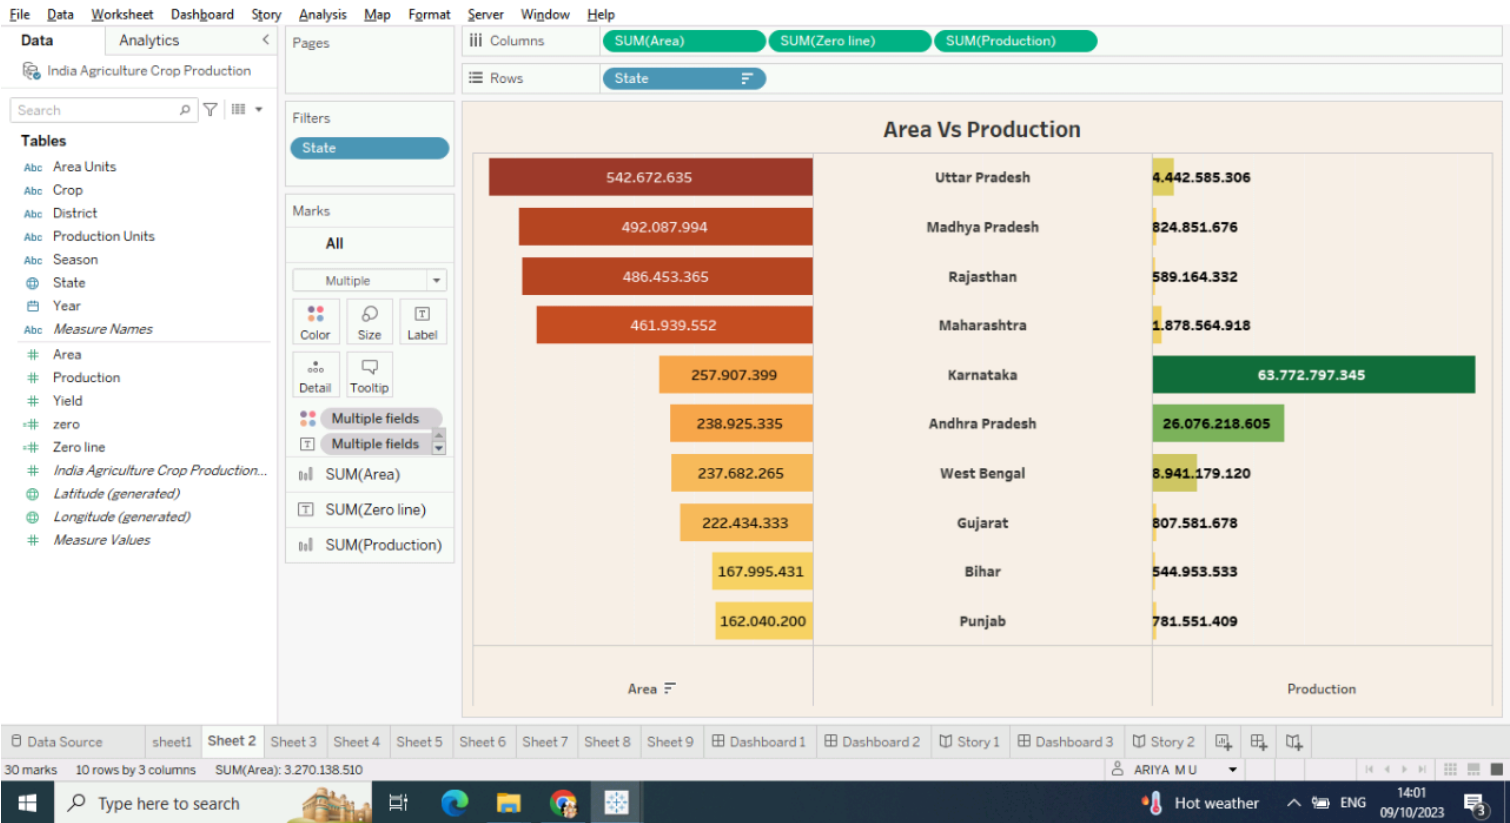 File Data Worksheet Dashboard Story Analysis Map Format Server Window Help
Data Analytics <
India Agriculture Crop Production
Search
Tables
Abc Area Units
Abc Crop
Abc District
Abc Production Units
Abc Season
State
Year
Abc Measure Names
# Area
# Production
# Yield
=# zero
=# Zero line
# India Agriculture Crop Production...
Latitude (generated)
Longitude (generated)
# Measure Values
Pages
Filters
State
Marks
All
Multiple
Color Size Label
Detail Tooltip
Multiple fields
Multiple fields
SUM(Area)
SUM(Zero line)
SUM(Production)
iii Columns SUM(Area) SUM(Zero line) SUM(Production)
Rows State
Area Vs Production
542.672.635 Uttar Pradesh 4.442.585.306
492.087.994 Madhya Pradesh 824.851.676
486.453.365 Rajasthan 589.164.332
461.939.552 Maharashtra 1.878.564.918
257.907.399 Karnataka 63.772.797.345
238.925.335 Andhra Pradesh 26.076.218.605
237.682.265 West Bengal 8.941.179.120
222.434.333 Gujarat 807.581.678
167.995.431 Bihar 544.953.533
162.040.200 Punjab 781.551.409
Area Production
Data Source sheet1 Sheet 2 Sheet 3 Sheet 4 Sheet 5 Sheet 6 Sheet 7 Sheet 8 Sheet 9 Dashboard 1 Dashboard 2 Story 1 Dashboard 3 Story 2
30 marks 10 rows by 3 columns SUM(Area): 3.270.138.510 ARIYA M U
Type here to search Hot weather ENG 14:01
09/10/2023 3